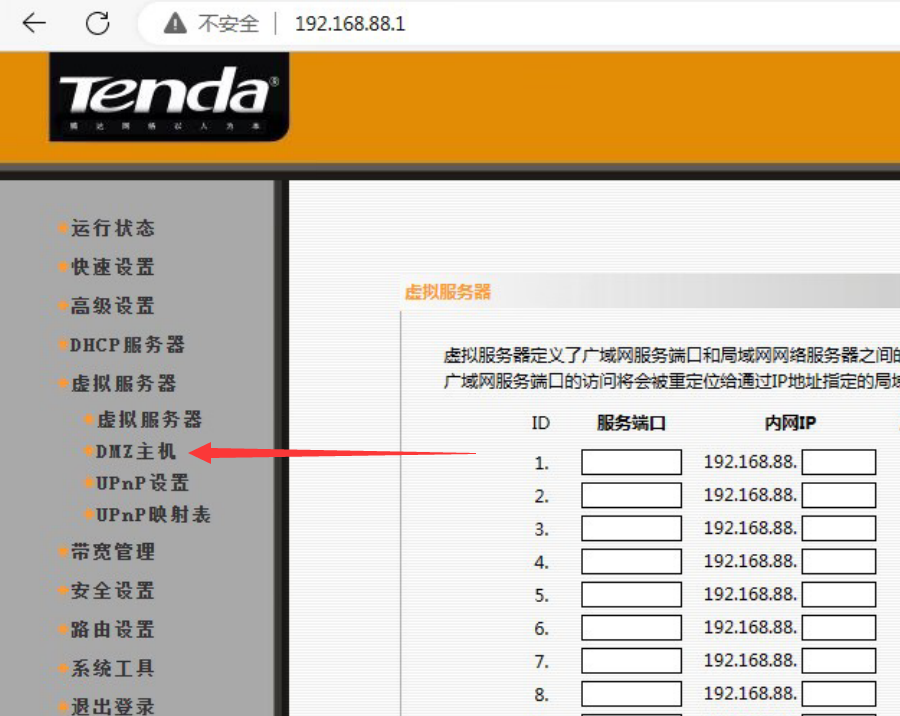 不安全 192.168.88.1
Tenda®
腾达网络以人为本
运行状态
快速设置
高级设置
DHCP服务器
虚拟服务器
虚拟服务器
DMZ主机
UPnP设置
UPnP映射表
带宽管理
安全设置
路由设置
系统工具
退出登录
虚拟服务器
虚拟服务器定义了广域网服务端口和局域网网络服务器之间的
广域网服务端口的访问将会被重定位给通过IP地址指定的局域
ID 服务端口 内网IP
1. 192.168.88.
2. 192.168.88.
3. 192.168.88.
4. 192.168.88.
5. 192.168.88.
6. 192.168.88.
7. 192.168.88.
8. 192.168.88.